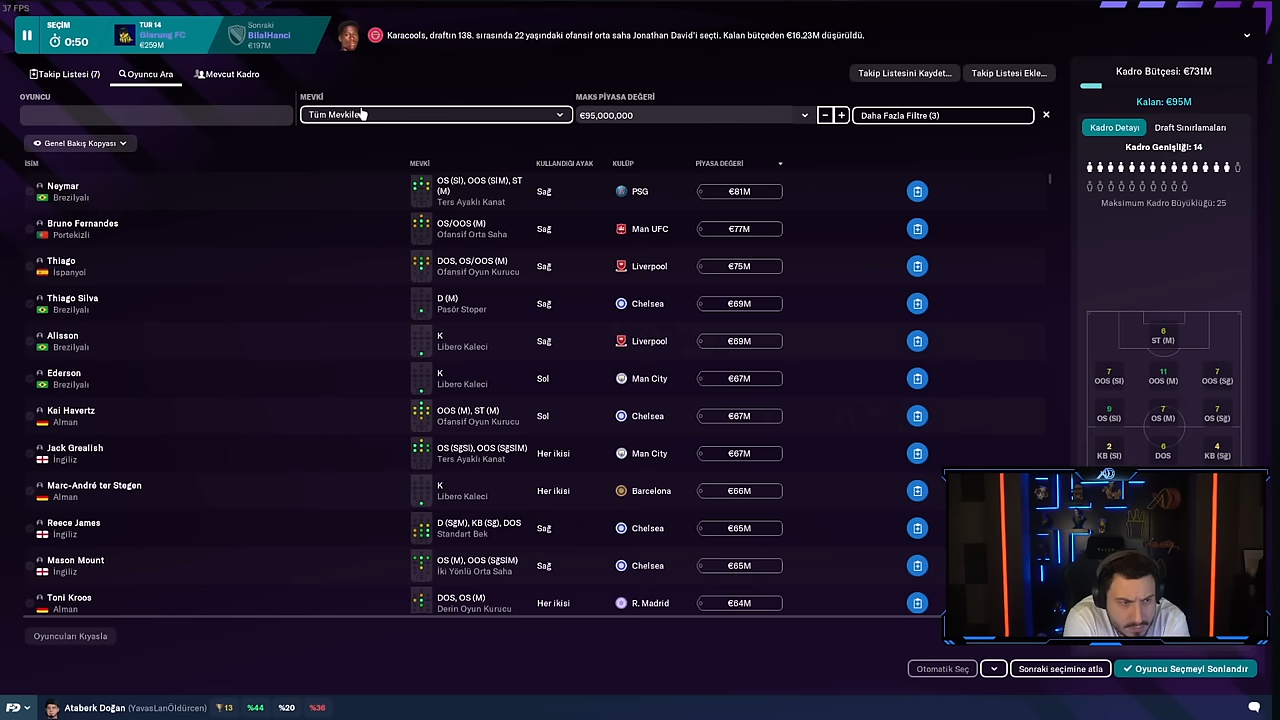 37 FPS
SEÇİM
0:50
TUR 14
Glarung FC
€259M
Sonraki
BilalHanci
€197M
Karacools, draftın 138. sırasında 22 yaşındaki ofansif orta saha Jonathan David'i seçti. Kalan bütçeden €16.23M düşürüldü.
Takip Listesi (7)
Oyuncu Ara
Mevcut Kadro
Takip Listesini Kaydet...
Takip Listesi Ekle...
OYUNCU
MEVKİ
MAKS PİYASA DEĞERİ
Tüm Mevkiler
€95,000,000
Daha Fazla Filtre (3)
Genel Bakış Kopyası
İSİM
MEVKİ
KULLANDIĞI AYAK
KULÜP
PİYASA DEĞERİ
Neymar
Brezilyalı
OS (Sl), OOS (SlM), ST
(M)
Ters Ayaklı Kanat
Sağ
PSG
€81M
Bruno Fernandes
Portekizli
OS/OOS (M)
Ofansif Orta Saha
Sağ
Man UFC
€77M
Thiago
İspanyol
DOS, OS/OOS (M)
Ofansif Oyun Kurucu
Sağ
Liverpool
€75M
Thiago Silva
Brezilyalı
D (M)
Pasör Stoper
Sağ
Chelsea
€69M
Alisson
Brezilyalı
K
Libero Kaleci
Sağ
Liverpool
€69M
Ederson
Brezilyalı
K
Libero Kaleci
Sol
Man City
€67M
Kai Havertz
Alman
OOS (M), ST (M)
Ofansif Oyun Kurucu
Sol
Chelsea
€67M
Jack Grealish
İngiliz
OS (SğSl), OOS (SğSlM)
Ters Ayaklı Kanat
Her ikisi
Man City
€67M
Marc-André ter Stegen
Alman
K
Libero Kaleci
Her ikisi
Barcelona
€66M
Reece James
İngiliz
D (SğM), KB (Sğ), DOS
Standart Bek
Sağ
Chelsea
€65M
Mason Mount
İngiliz
OS (M), OOS (SğSlM)
İki Yönlü Orta Saha
Sağ
Chelsea
€65M
Toni Kroos
Alman
DOS, OS (M)
Derin Oyun Kurucu
Her ikisi
R. Madrid
€64M
Kadro Bütçesi: €731M
Kalan: €95M
Kadro Detayı
Draft Sınırlamaları
Kadro Genişliği: 14
Maksimum Kadro Büyüklüğü: 25
6
ST (M)
7
OOS (Sl)
11
OOS (M)
7
OOS (Sğ)
9
OS (Sl)
7
OS (M)
7
OS (Sğ)
2
KB (Sl)
6
DOS
4
KB (Sğ)
Oyuncuları Kıyasla
Otomatik Seç
Sonraki seçimine atla
Oyuncu Seçmeyi Sonlandır
FD
Ataberk Doğan (YavasLanÖldürcen)
13
%44
%20
%36